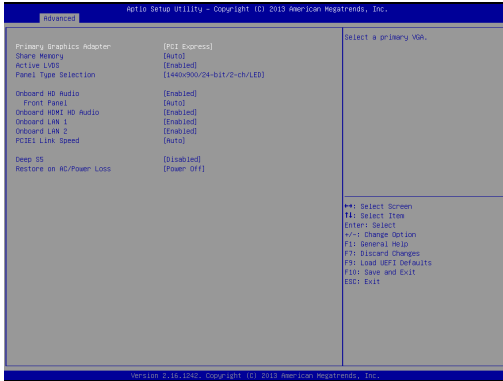 Aptio Setup Utility – Copyright (C) 2013 American Megatrends, Inc.
Advanced
Primary Graphics Adapter [PCI Express]
Share Memory [Auto]
Active LVDS [Enabled]
Panel Type Selection [1440x900/24-bit/2-ch/LED]
Onboard HD Audio [Enabled]
Front Panel [Auto]
Onboard HDMI HD Audio [Enabled]
Onboard LAN 1 [Enabled]
Onboard LAN 2 [Enabled]
PCIE1 Link Speed [Auto]
Deep S5 [Disabled]
Restore on AC/Power Loss [Power Off]
Select a primary VGA.
→←: Select Screen
↑↓: Select Item
Enter: Select
+/-: Change Option
F1: General Help
F7: Discard Changes
F9: Load UEFI Defaults
F10: Save and Exit
ESC: Exit
Version 2.16.1242. Copyright (C) 2013 American Megatrends, Inc.